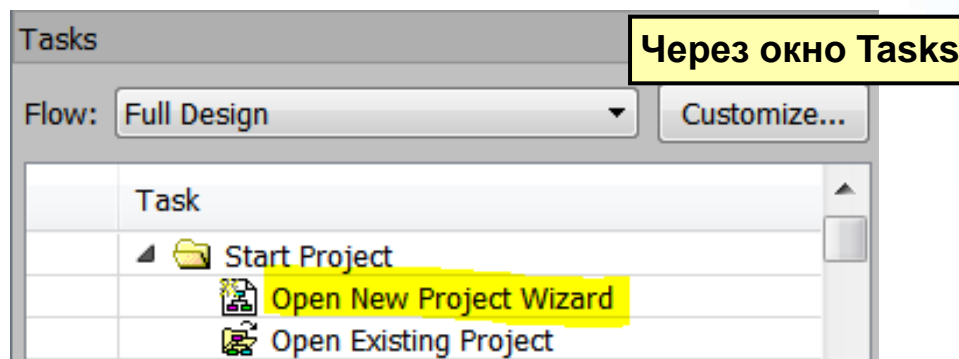 Tasks
Через окно Tasks
Flow: Full Design Customize...
Task
Start Project
Open New Project Wizard
Open Existing Project